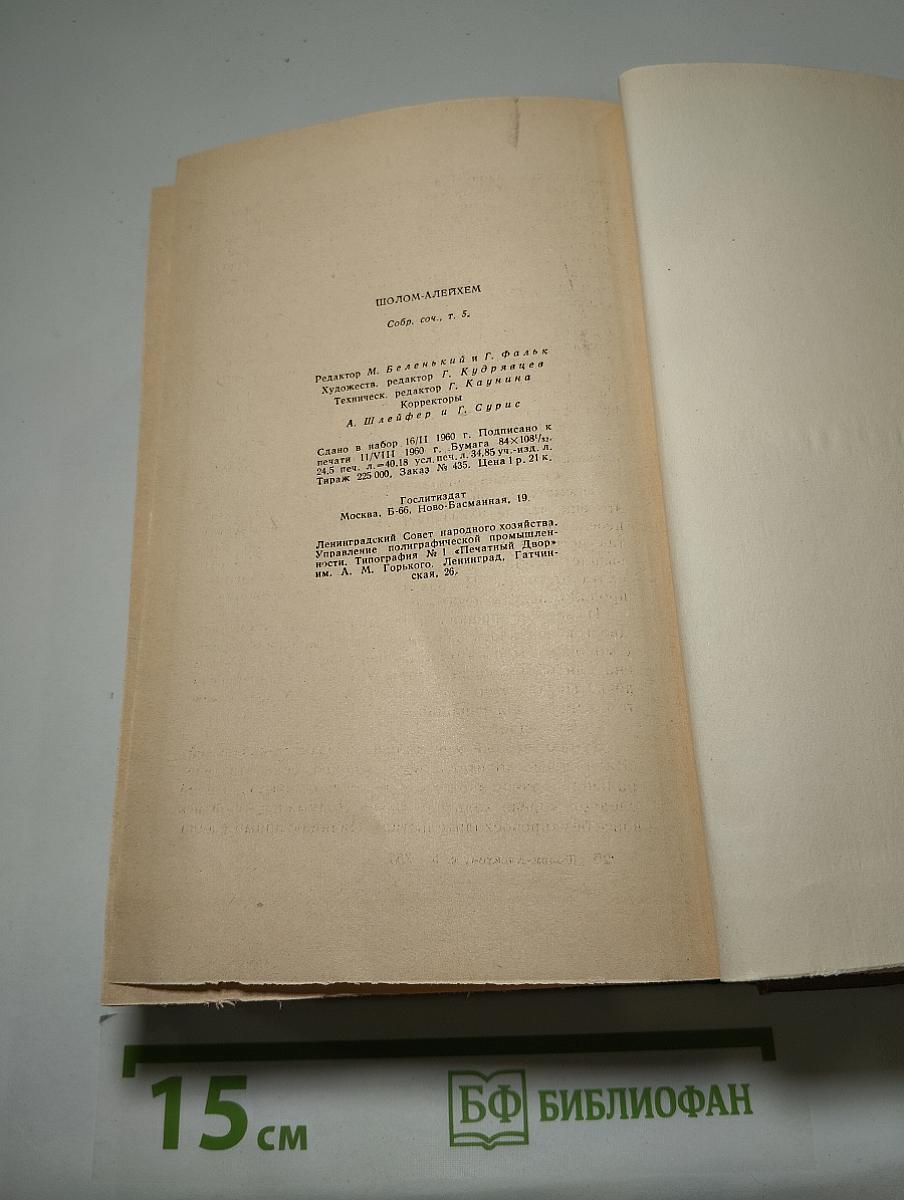 ШОЛОМ-АЛЕЙХЕМ
Собр. соч., т. 5.
Редактор М. Беленький и Г. Фальк
Художеств. редактор Г. Кудрявцев
Техническ. редактор Г. Каунина
Корректоры
А. Шлейфер и Г. Сурис
Сдано в набор 16/II 1960 г. Подписано к
печати 11/VIII 1960 г. Бумага 84×108¹/₃₂.
24,5 печ. л.=40.18 усл. печ. л. 34,85 уч.-изд. л.
Тираж 225 000. Заказ № 435. Цена 1 р. 21 к.
Гослитиздат
Москва, Б-66, Ново-Басманная, 19.
Ленинградский Совет народного хозяйства.
Управление полиграфической промышлен-
ности. Типография № 1 «Печатный Двор»
им. А. М. Горького. Ленинград, Гатчин-
ская, 26.
15 см
БФ БИБЛИОФАН